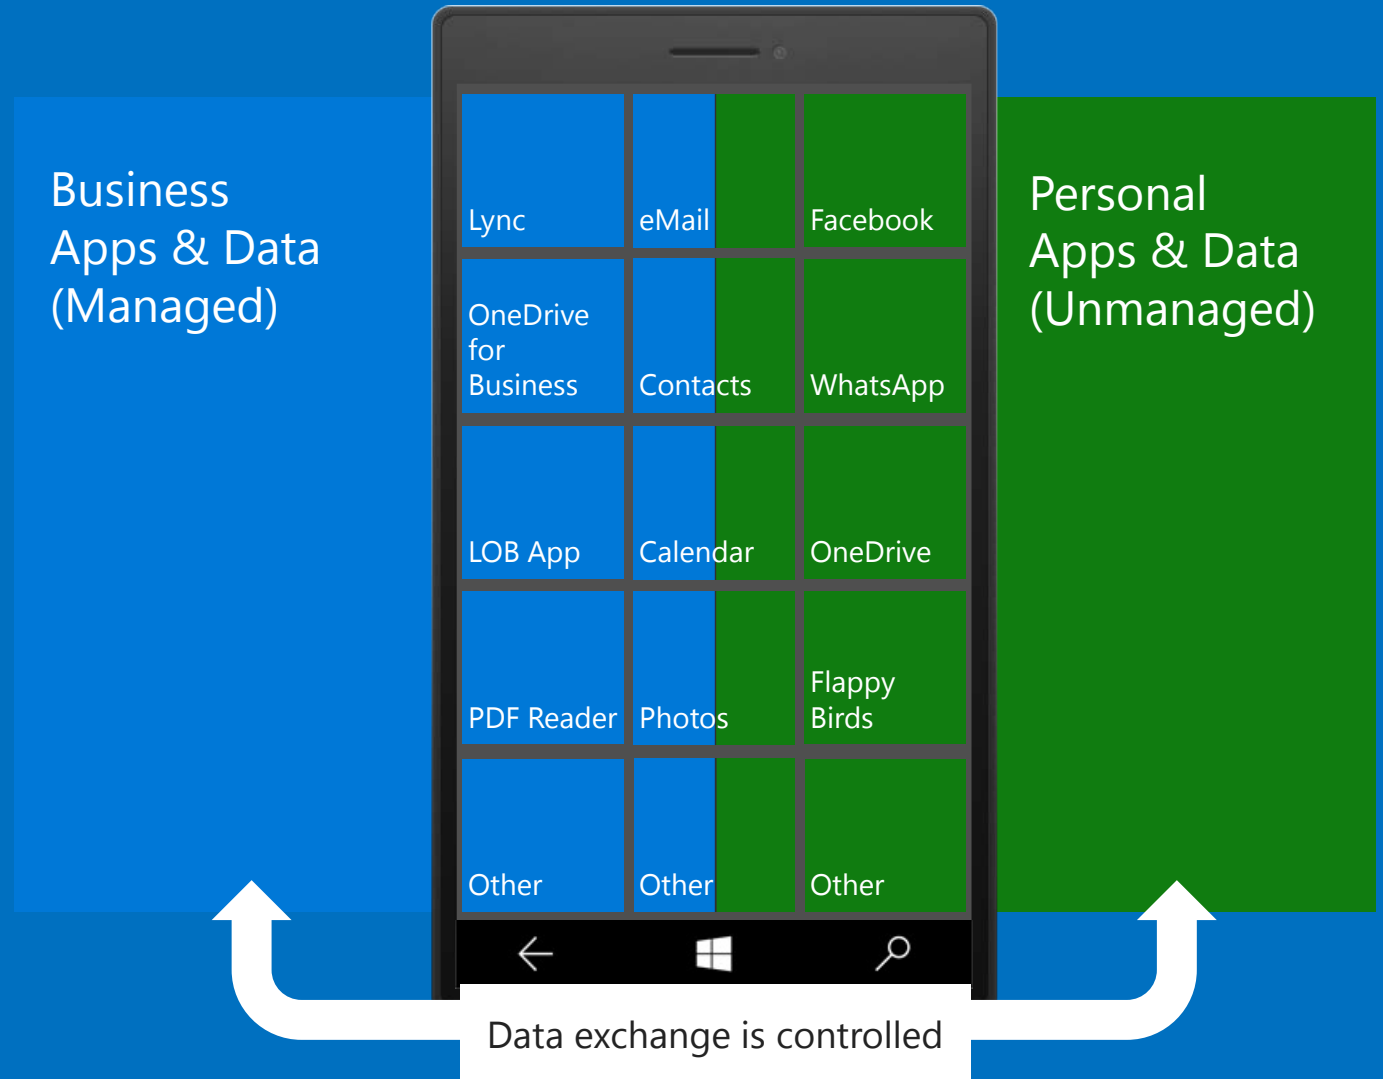 Business
Apps & Data
(Managed)
Lync
eMail
Facebook
OneDrive
for
Business
Contacts
WhatsApp
LOB App
Calendar
OneDrive
PDF Reader
Photos
Flappy
Birds
Other
Other
Other
Personal
Apps & Data
(Unmanaged)
Data exchange is controlled